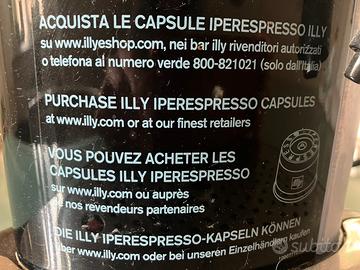 ACQUISTA LE CAPSULE IPERESPRESSO ILLY
su www.illyeshop.com, nei bar illy rivenditori autorizzati
o telefona al numero verde 800-821021 (solo dall'Italia)
PURCHASE ILLY IPERESPRESSO CAPSULES
at www.illy.com or at our finest retailers
VOUS POUVEZ ACHETER LES
CAPSULES ILLY IPERESPRESSO
sur www.illy.com ou auprès
de nos revendeurs partenaires
DIE ILLY IPERESPRESSO-KAPSELN KÖNNEN
über www.illy.com oder bei unseren Einzelhändlern kaufen
subito